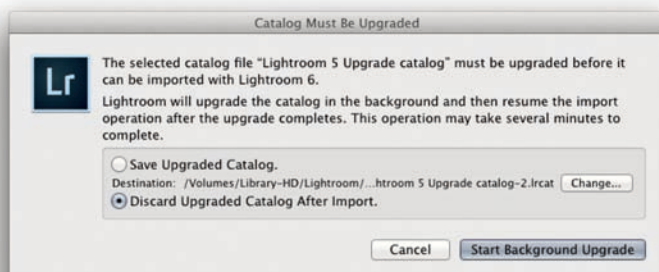 Catalog Must Be Upgraded
Lr
The selected catalog file “Lightroom 5 Upgrade catalog” must be upgraded before it
can be imported with Lightroom 6.
Lightroom will upgrade the catalog in the background and then resume the import
operation after the upgrade completes. This operation may take several minutes to
complete.
Save Upgraded Catalog.
Destination: /Volumes/Library-HD/Lightroom/...htroom 5 Upgrade catalog-2.lrcat Change...
Discard Upgraded Catalog After Import.
Cancel Start Background Upgrade